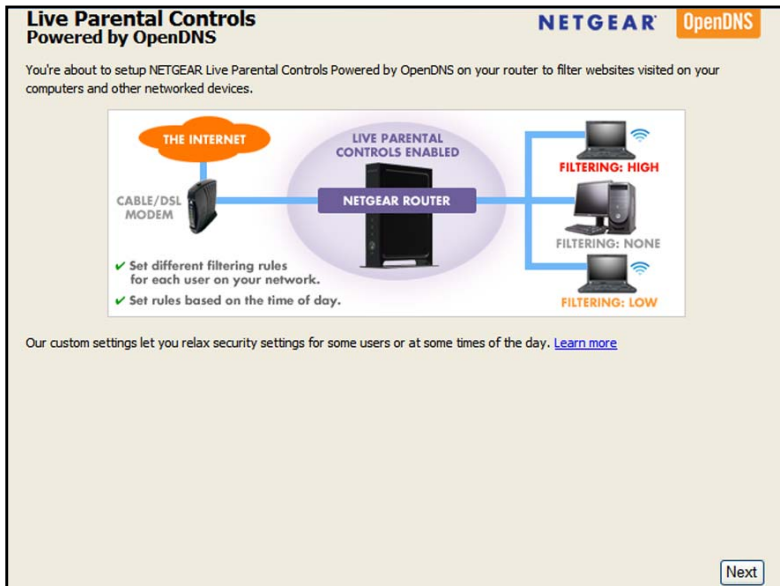 Live Parental Controls
Powered by OpenDNS
NETGEAR
OpenDNS
You're about to setup NETGEAR Live Parental Controls Powered by OpenDNS on your router to filter websites visited on your
computers and other networked devices.
THE INTERNET
CABLE/DSL
MODEM
LIVE PARENTAL
CONTROLS ENABLED
NETGEAR ROUTER
FILTERING: HIGH
FILTERING: NONE
FILTERING: LOW
✔ Set different filtering rules
for each user on your network.
✔ Set rules based on the time of day.
Our custom settings let you relax security settings for some users or at some times of the day. Learn more
Next